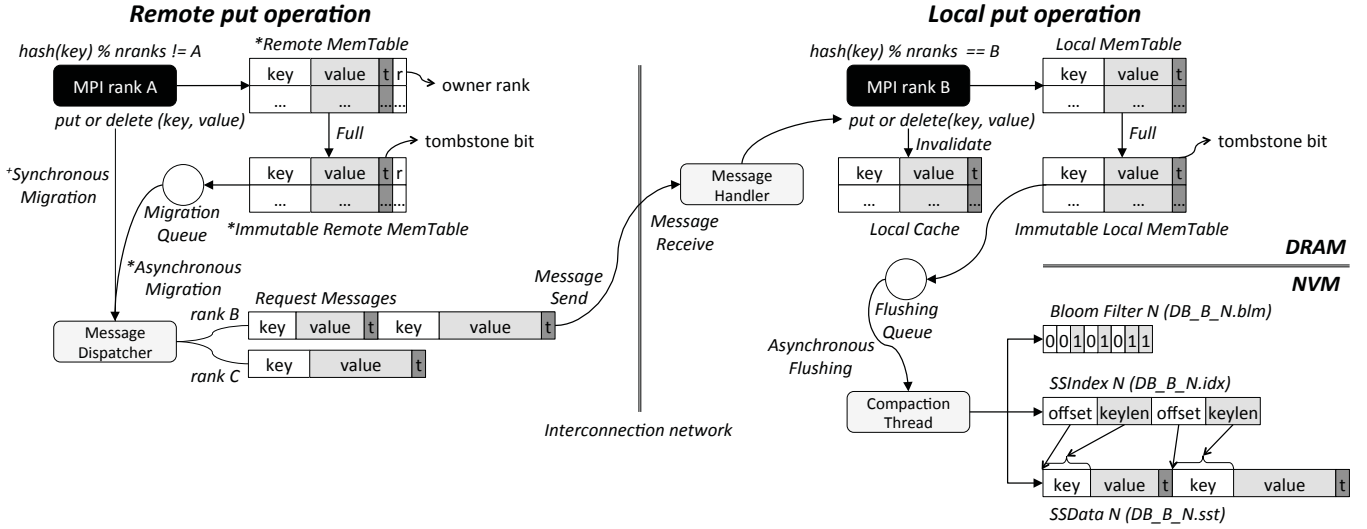 Remote put operation
hash(key) % nranks != A
*Remote MemTable
MPI rank A
key value t r
... ... ... ...
owner rank
put or delete (key, value)
Full
tombstone bit
+Synchronous
Migration
key value t r
... ... ... ...
Migration
Queue
*Immutable Remote MemTable
*Asynchronous
Migration
Request Messages
rank B
key value t key value t
Message
Dispatcher
rank C
key value t
Message
Send
Interconnection network
Message
Receive
Message
Handler
Local put operation
hash(key) % nranks == B
Local MemTable
MPI rank B
key value t
... ... ...
put or delete(key, value)
Invalidate
Full
tombstone bit
key value t
... ... ...
Local Cache
key value t
... ... ...
Immutable Local MemTable
DRAM
NVM
Flushing
Queue
Asynchronous
Flushing
Compaction
Thread
Bloom Filter N (DB_B_N.blm)
0 0 1 0 1 0 1 1
SSIndex N (DB_B_N.idx)
offset keylen offset keylen
key value t key value t
SSData N (DB_B_N.sst)